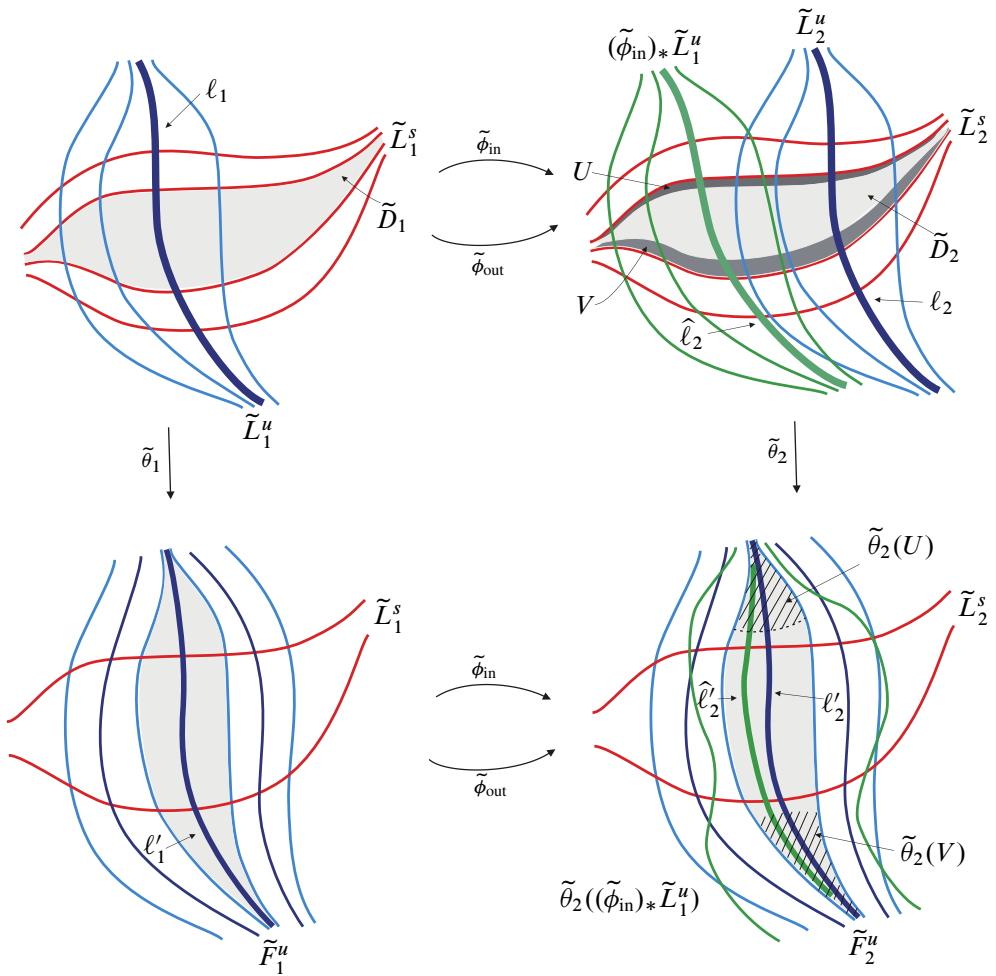 ℓ₁
L̃₁ˢ
D̃₁
L̃₁ᵘ
ϕ̃ᵢₙ
ϕ̃ₒᵤₜ
(ϕ̃ᵢₙ)₊L̃₁ᵘ
L̃₂ᵘ
U
L̃₂ˢ
D̃₂
V
ℓ̂₂
ℓ₂
θ̃₁
θ̃₂
L̃₁ˢ
ℓ′₁
F̃₁ᵘ
ϕ̃ᵢₙ
ϕ̃ₒᵤₜ
θ̃₂(U)
L̃₂ˢ
ℓ̂′₂
ℓ′₂
θ̃₂(V)
θ̃₂((ϕ̃ᵢₙ)_*L̃₁ᵘ)
F̃₂ᵘ